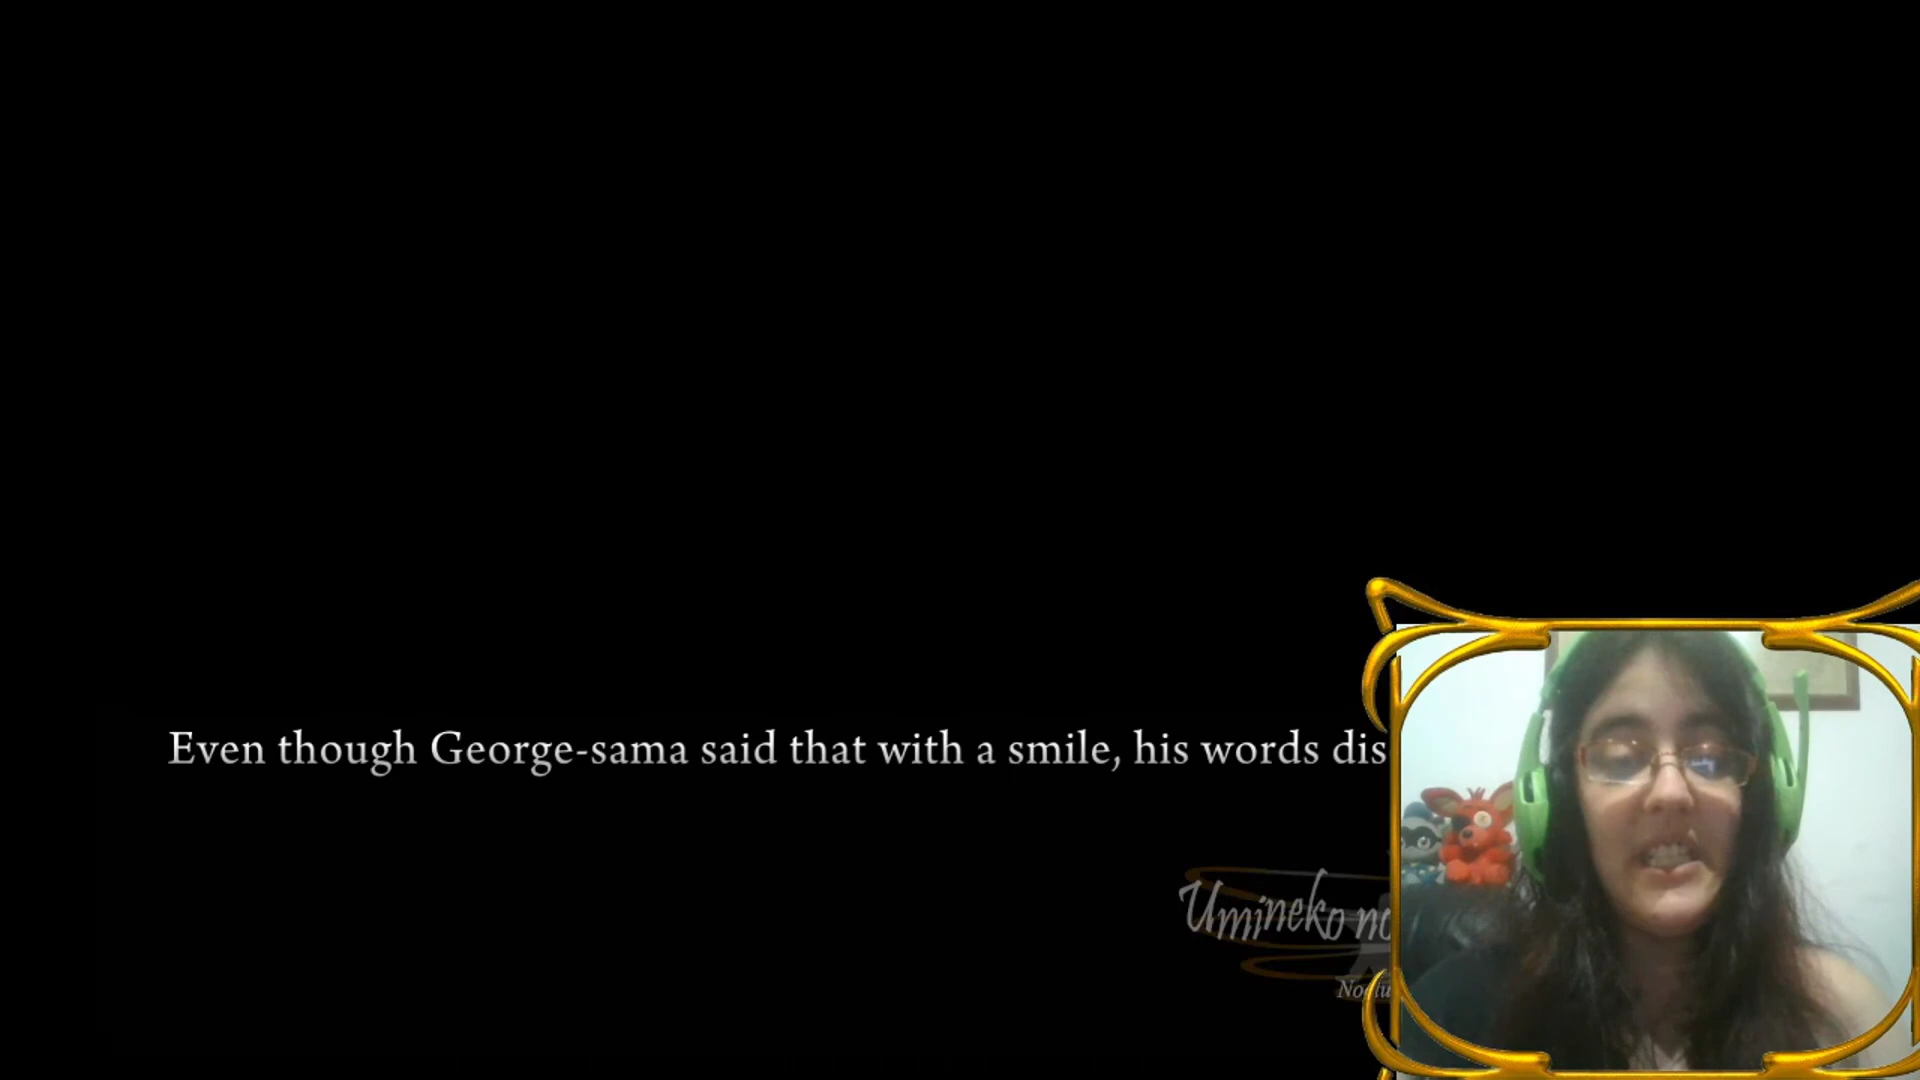 Even though George-sama said that with a smile, his words dis
Umineko no